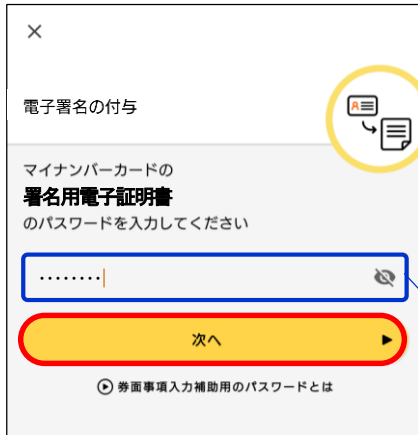 電子署名の付与
マイナンバーカードの
署名用電子証明書
のパスワードを入力してください
········
次へ
券面事項入力補助用のパスワードとは